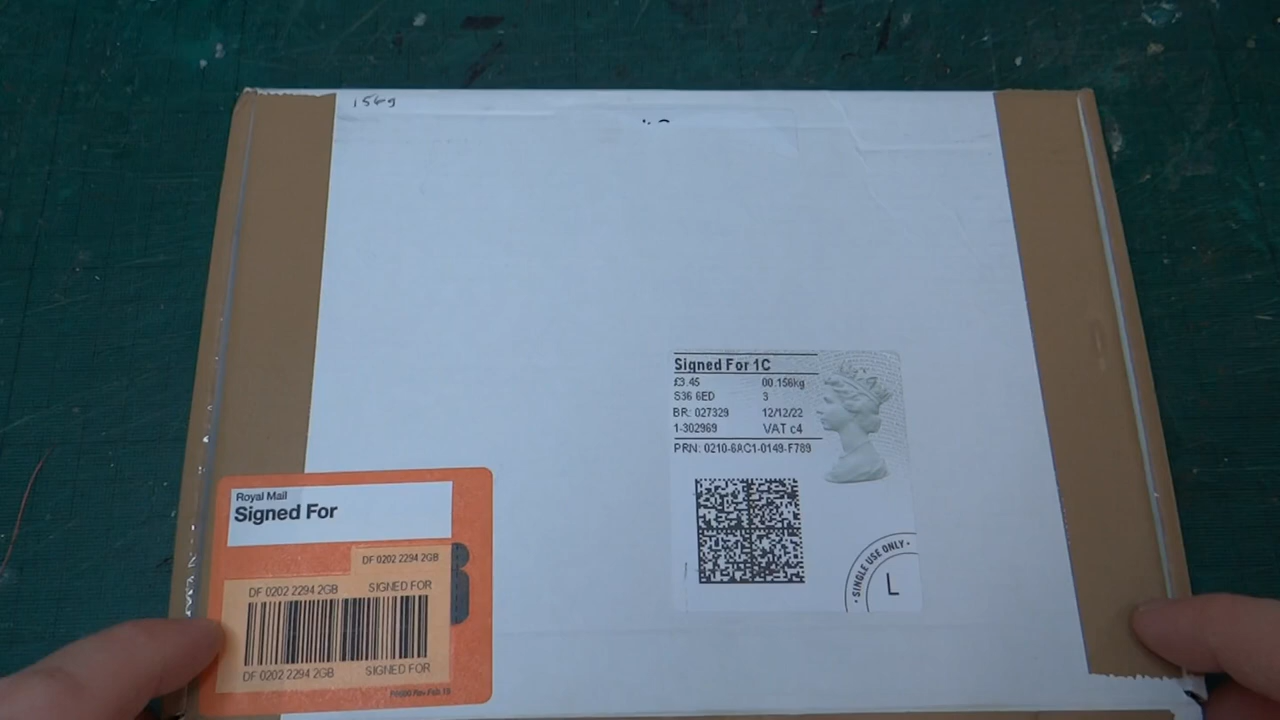 156g
Signed For 1C
£3.45 00.156kg
S36 6ED 3
BR: 027329 12/12/22
1-302969 VAT c4
PRN: 0210-6AC1-0149-F789
• SINGLE USE ONLY •
L
Royal Mail
Signed For
DF 0202 2294 2GB
DF 0202 2294 2GB SIGNED FOR
DF 0202 2294 2GB SIGNED FOR
Rev Feb